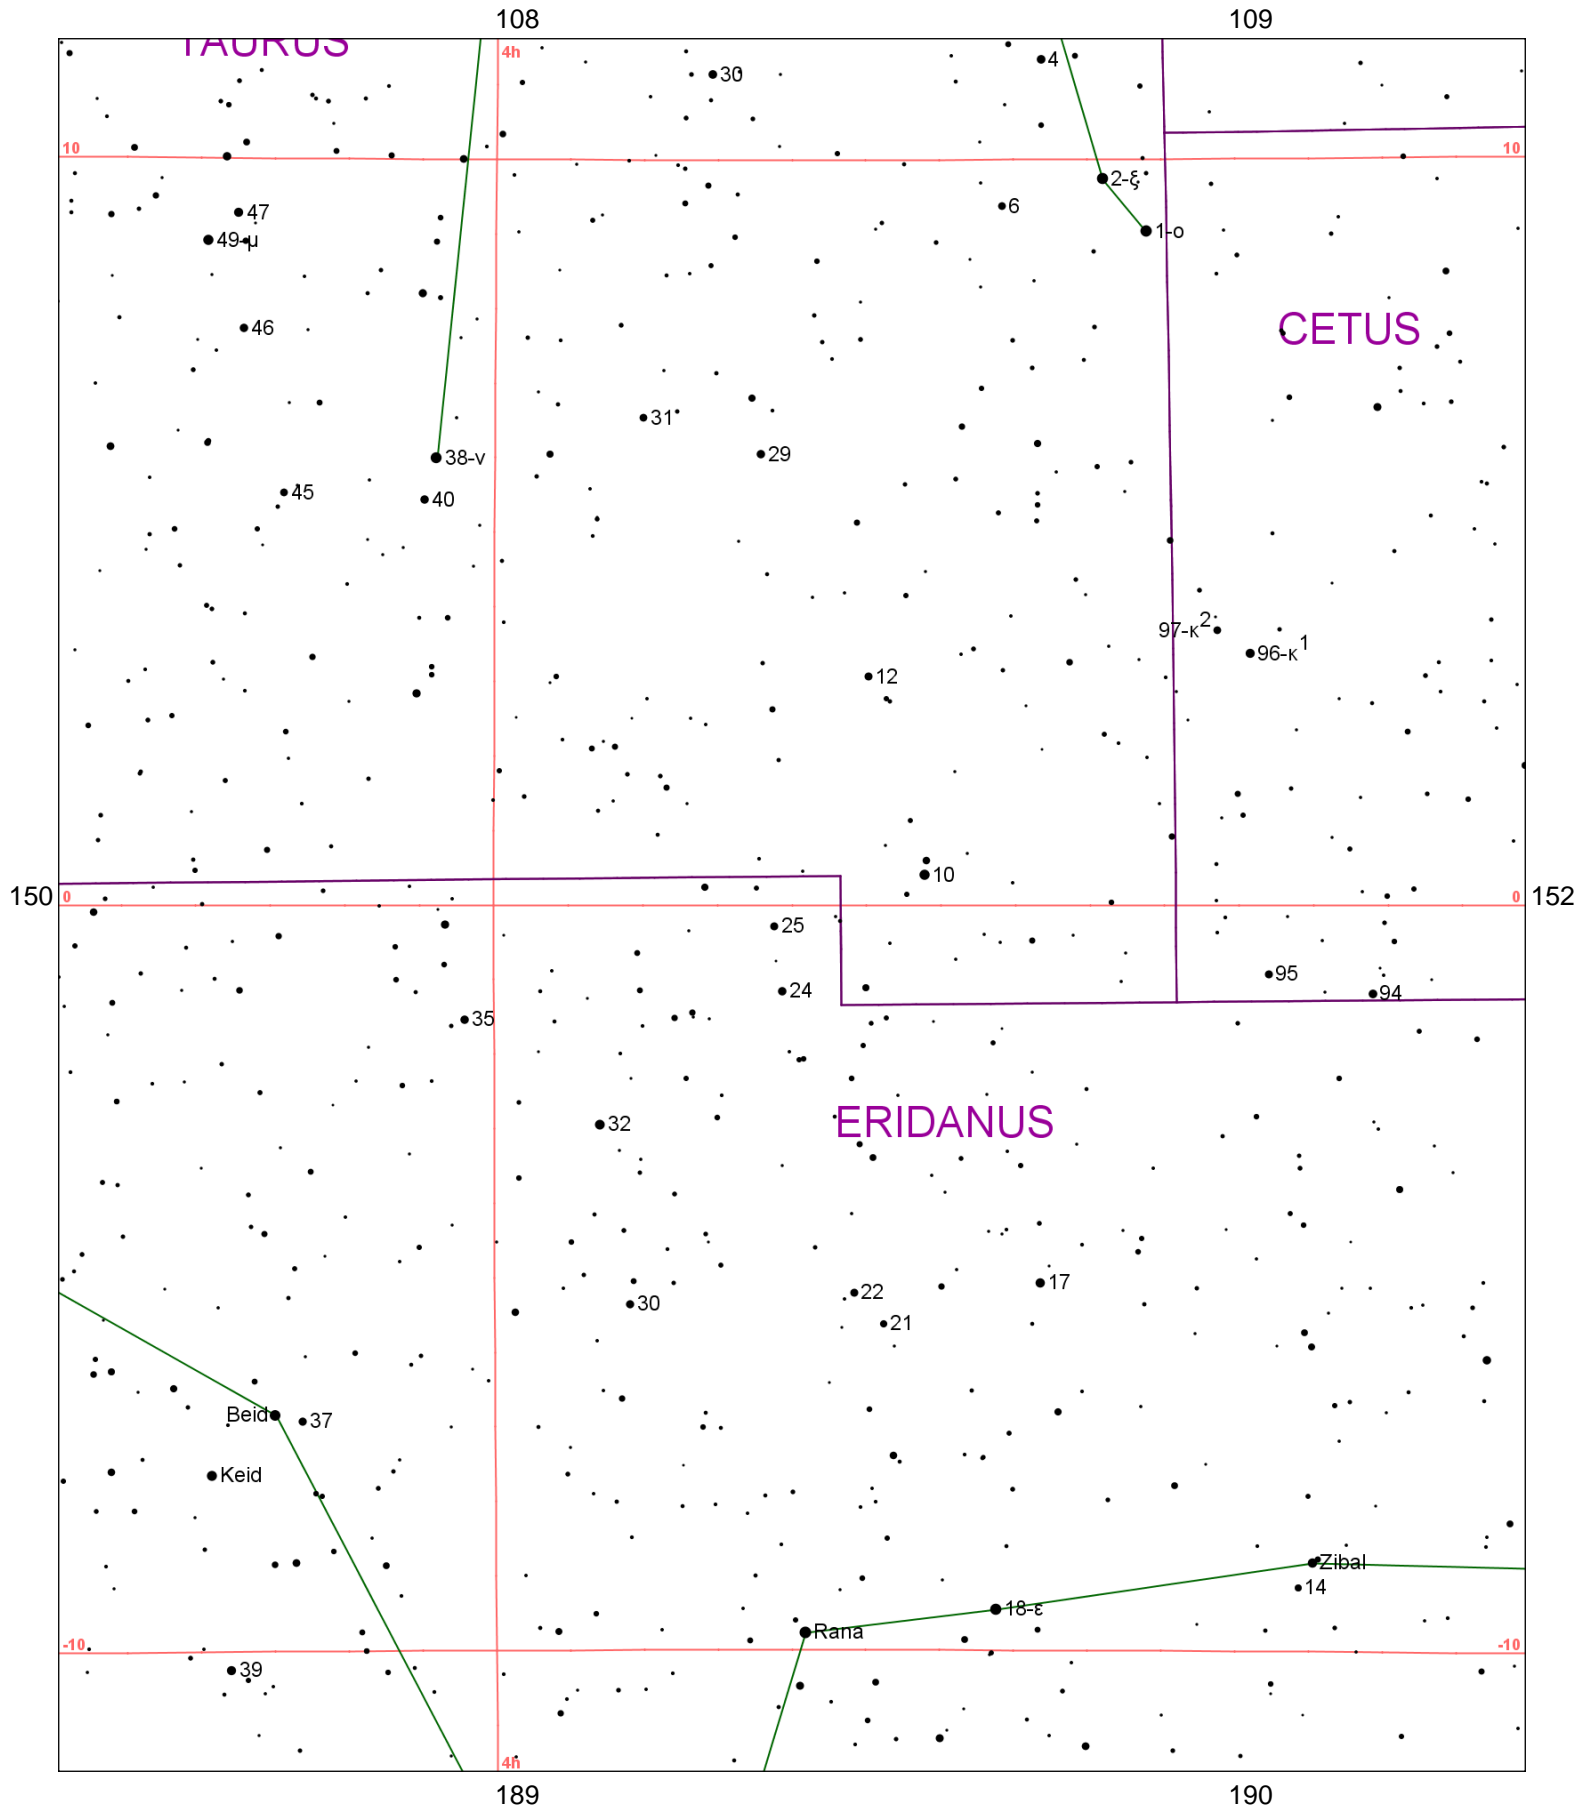 108 109
TAURUS
4h
30
4
10 10
2-ξ
47
6
49-μ
1-ο
46
CETUS
31
38-ν
29
45
40
97-κ2
96-κ1
12
10
150 0 0 152
25
95
24
94
35
ERIDANUS
32
17
22
30
21
Beid
37
Keid
Zibal
14
18-ε
Rana
-10 -10
39
4h
189 190